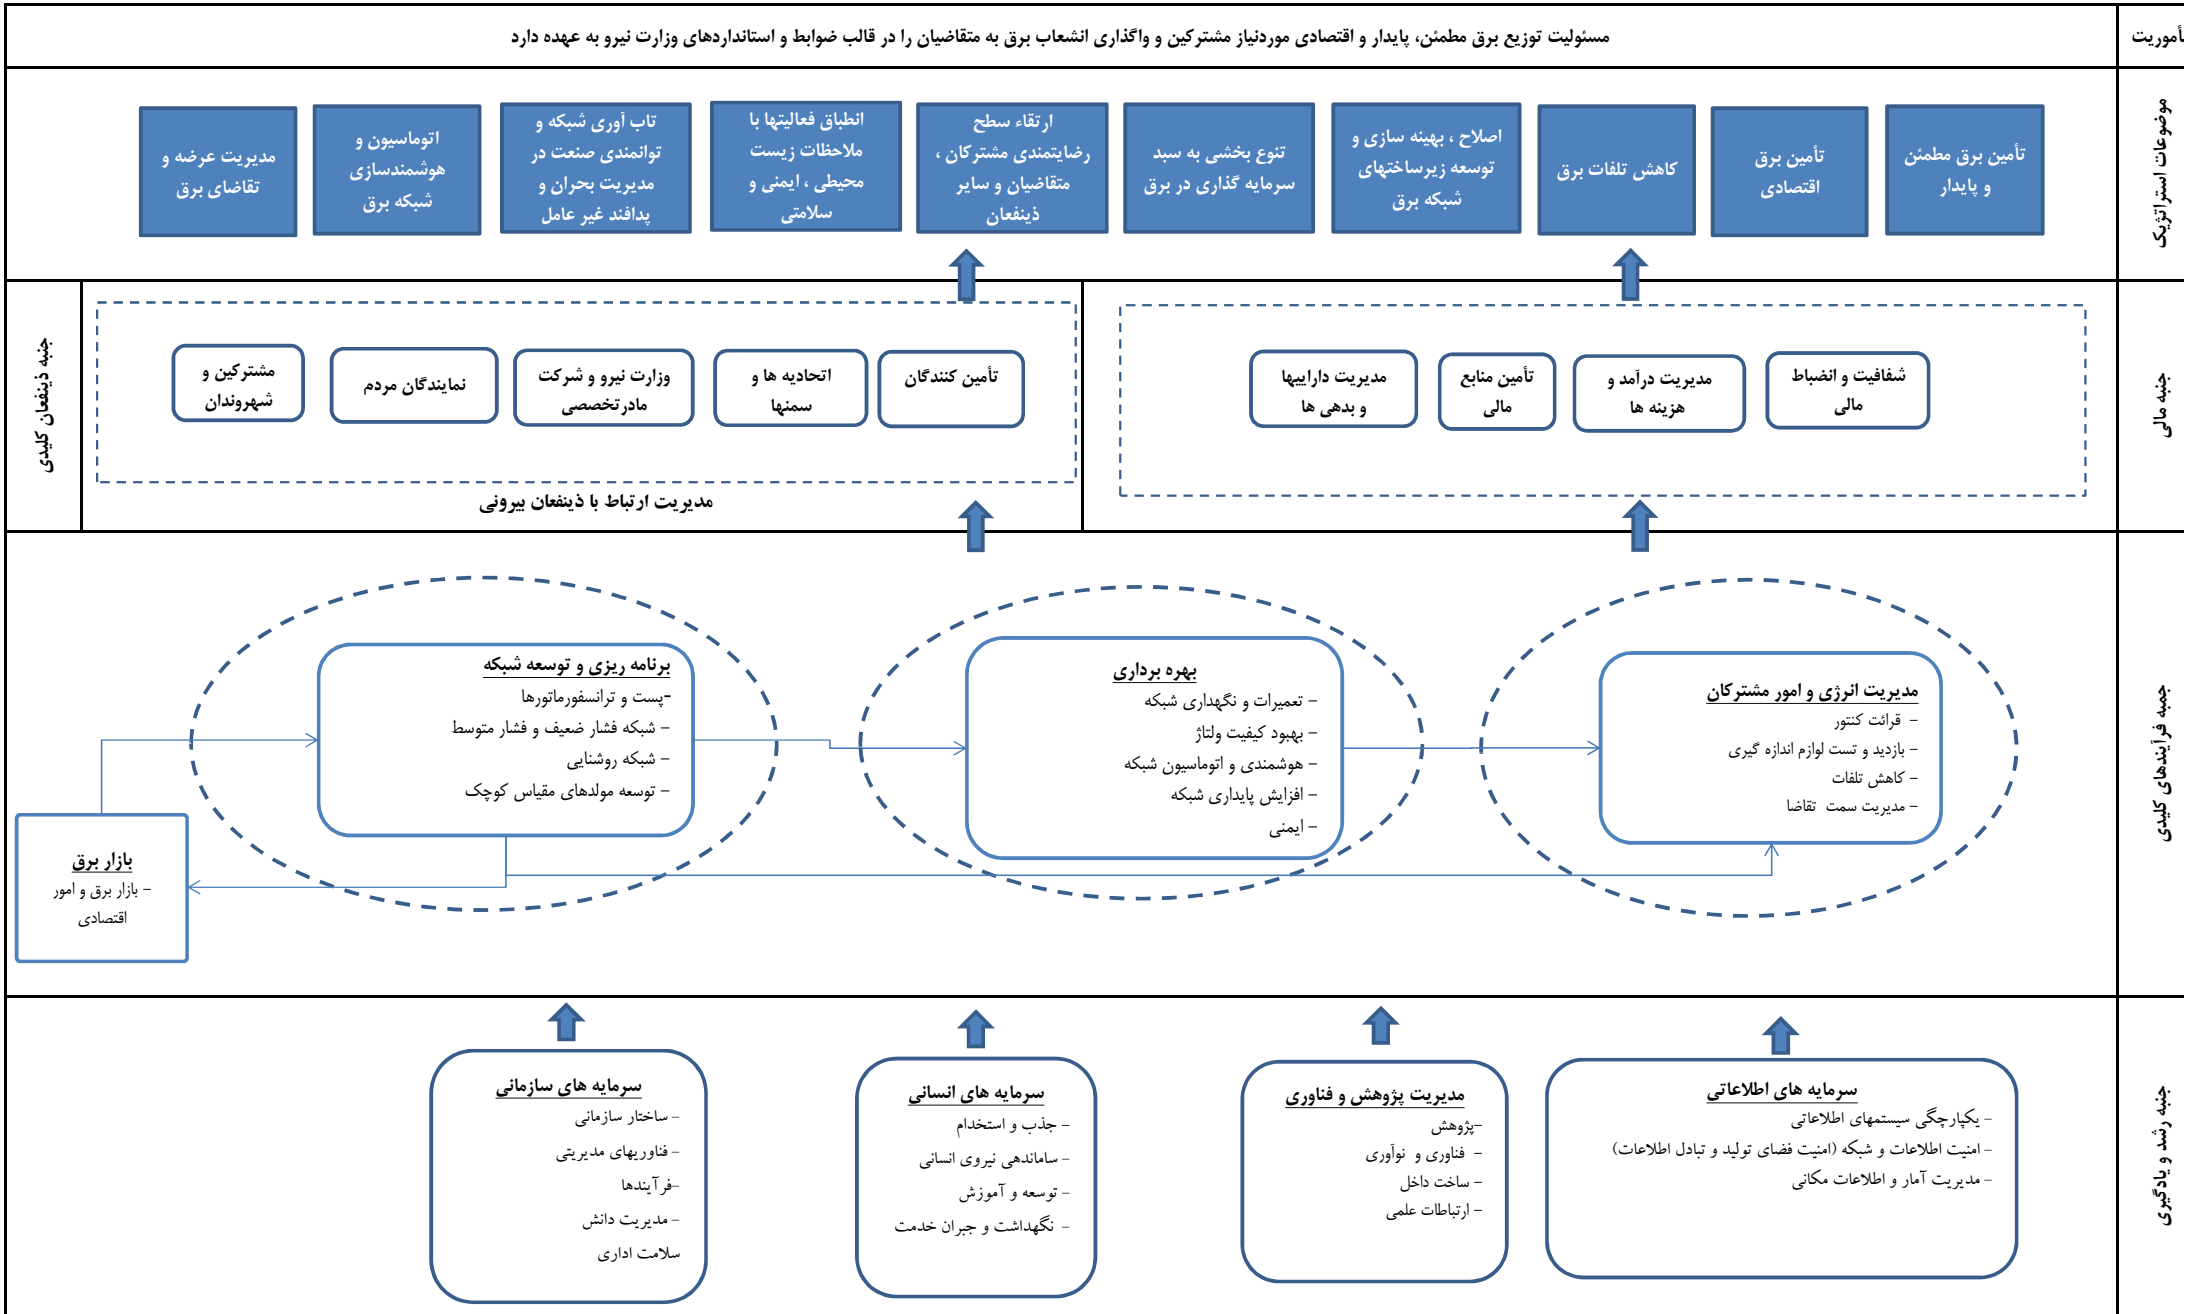 مأموریت
مسئولیت توزیع برق مطمئن، پایدار و اقتصادی موردنیاز مشترکین و واگذاری انشعاب برق به متقاضیان را در قالب ضوابط و استانداردهای وزارت نیرو به عهده دارد
موضوعات استراتژیک
تأمین برق مطمئن
و پایدار
تأمین برق
اقتصادی
کاهش تلفات برق
اصلاح ، بهینه سازی و
توسعه زیرساختهای
شبکه برق
تنوع بخشی به سبد
سرمایه گذاری در برق
ارتقاء سطح
رضایتمندی مشترکان ،
متقاضیان و سایر
ذینفعان
انطباق فعالیتها با
ملاحظات زیست
محیطی ، ایمنی و
سلامتی
تاب آوری شبکه و
توانمندی صنعت در
مدیریت بحران و
پدافند غیر عامل
اتوماسیون و
هوشمندسازی
شبکه برق
مدیریت عرضه و
تقاضای برق
جنبه مالی
شفافیت و انضباط
مالی
مدیریت درآمد و
هزینه ها
تأمین منابع
مالی
مدیریت داراییها
و بدهی ها
تأمین کنندگان
اتحادیه ها و
سمنها
وزارت نیرو و شرکت
مادرتخصصی
نمایندگان مردم
مشترکین و
شهروندان
مدیریت ارتباط با ذینفعان بیرونی
جنبه ذینفعان کلیدی
جمبه فرآیندهای کلیدی
مدیریت انرژی و امور مشترکان
- قرائت کنتور
- بازدید و تست لوازم اندازه گیری
- کاهش تلفات
- مدیریت سمت تقاضا
بهره برداری
- تعمیرات و نگهداری شبکه
- بهبود کیفیت ولتاژ
- هوشمندی و اتوماسیون شبکه
- افزایش پایداری شبکه
- ایمنی
برنامه ریزی و توسعه شبکه
-پست و ترانسفورماتورها
- شبکه فشار ضعیف و فشار متوسط
- شبکه روشنایی
- توسعه مولدهای مقیاس کوچک
بازار برق
- بازار برق و امور
اقتصادی
جنبه رشد و یادگیری
سرمایه های اطلاعاتی
- یکپارچگی سیستمهای اطلاعاتی
- امنیت اطلاعات و شبکه (امنیت فضای تولید و تبادل اطلاعات)
- مدیریت آمار و اطلاعات مکانی
مدیریت پژوهش و فناوری
-پژوهش
- فناوری و نوآوری
- ساخت داخل
- ارتباطات علمی
سرمایه های انسانی
- جذب و استخدام
- ساماندهی نیروی انسانی
- توسعه و آموزش
- نگهداشت و جبران خدمت
سرمایه های سازمانی
- ساختار سازمانی
- فناوریهای مدیریتی
-فرآیندها
- مدیریت دانش
سلامت اداری